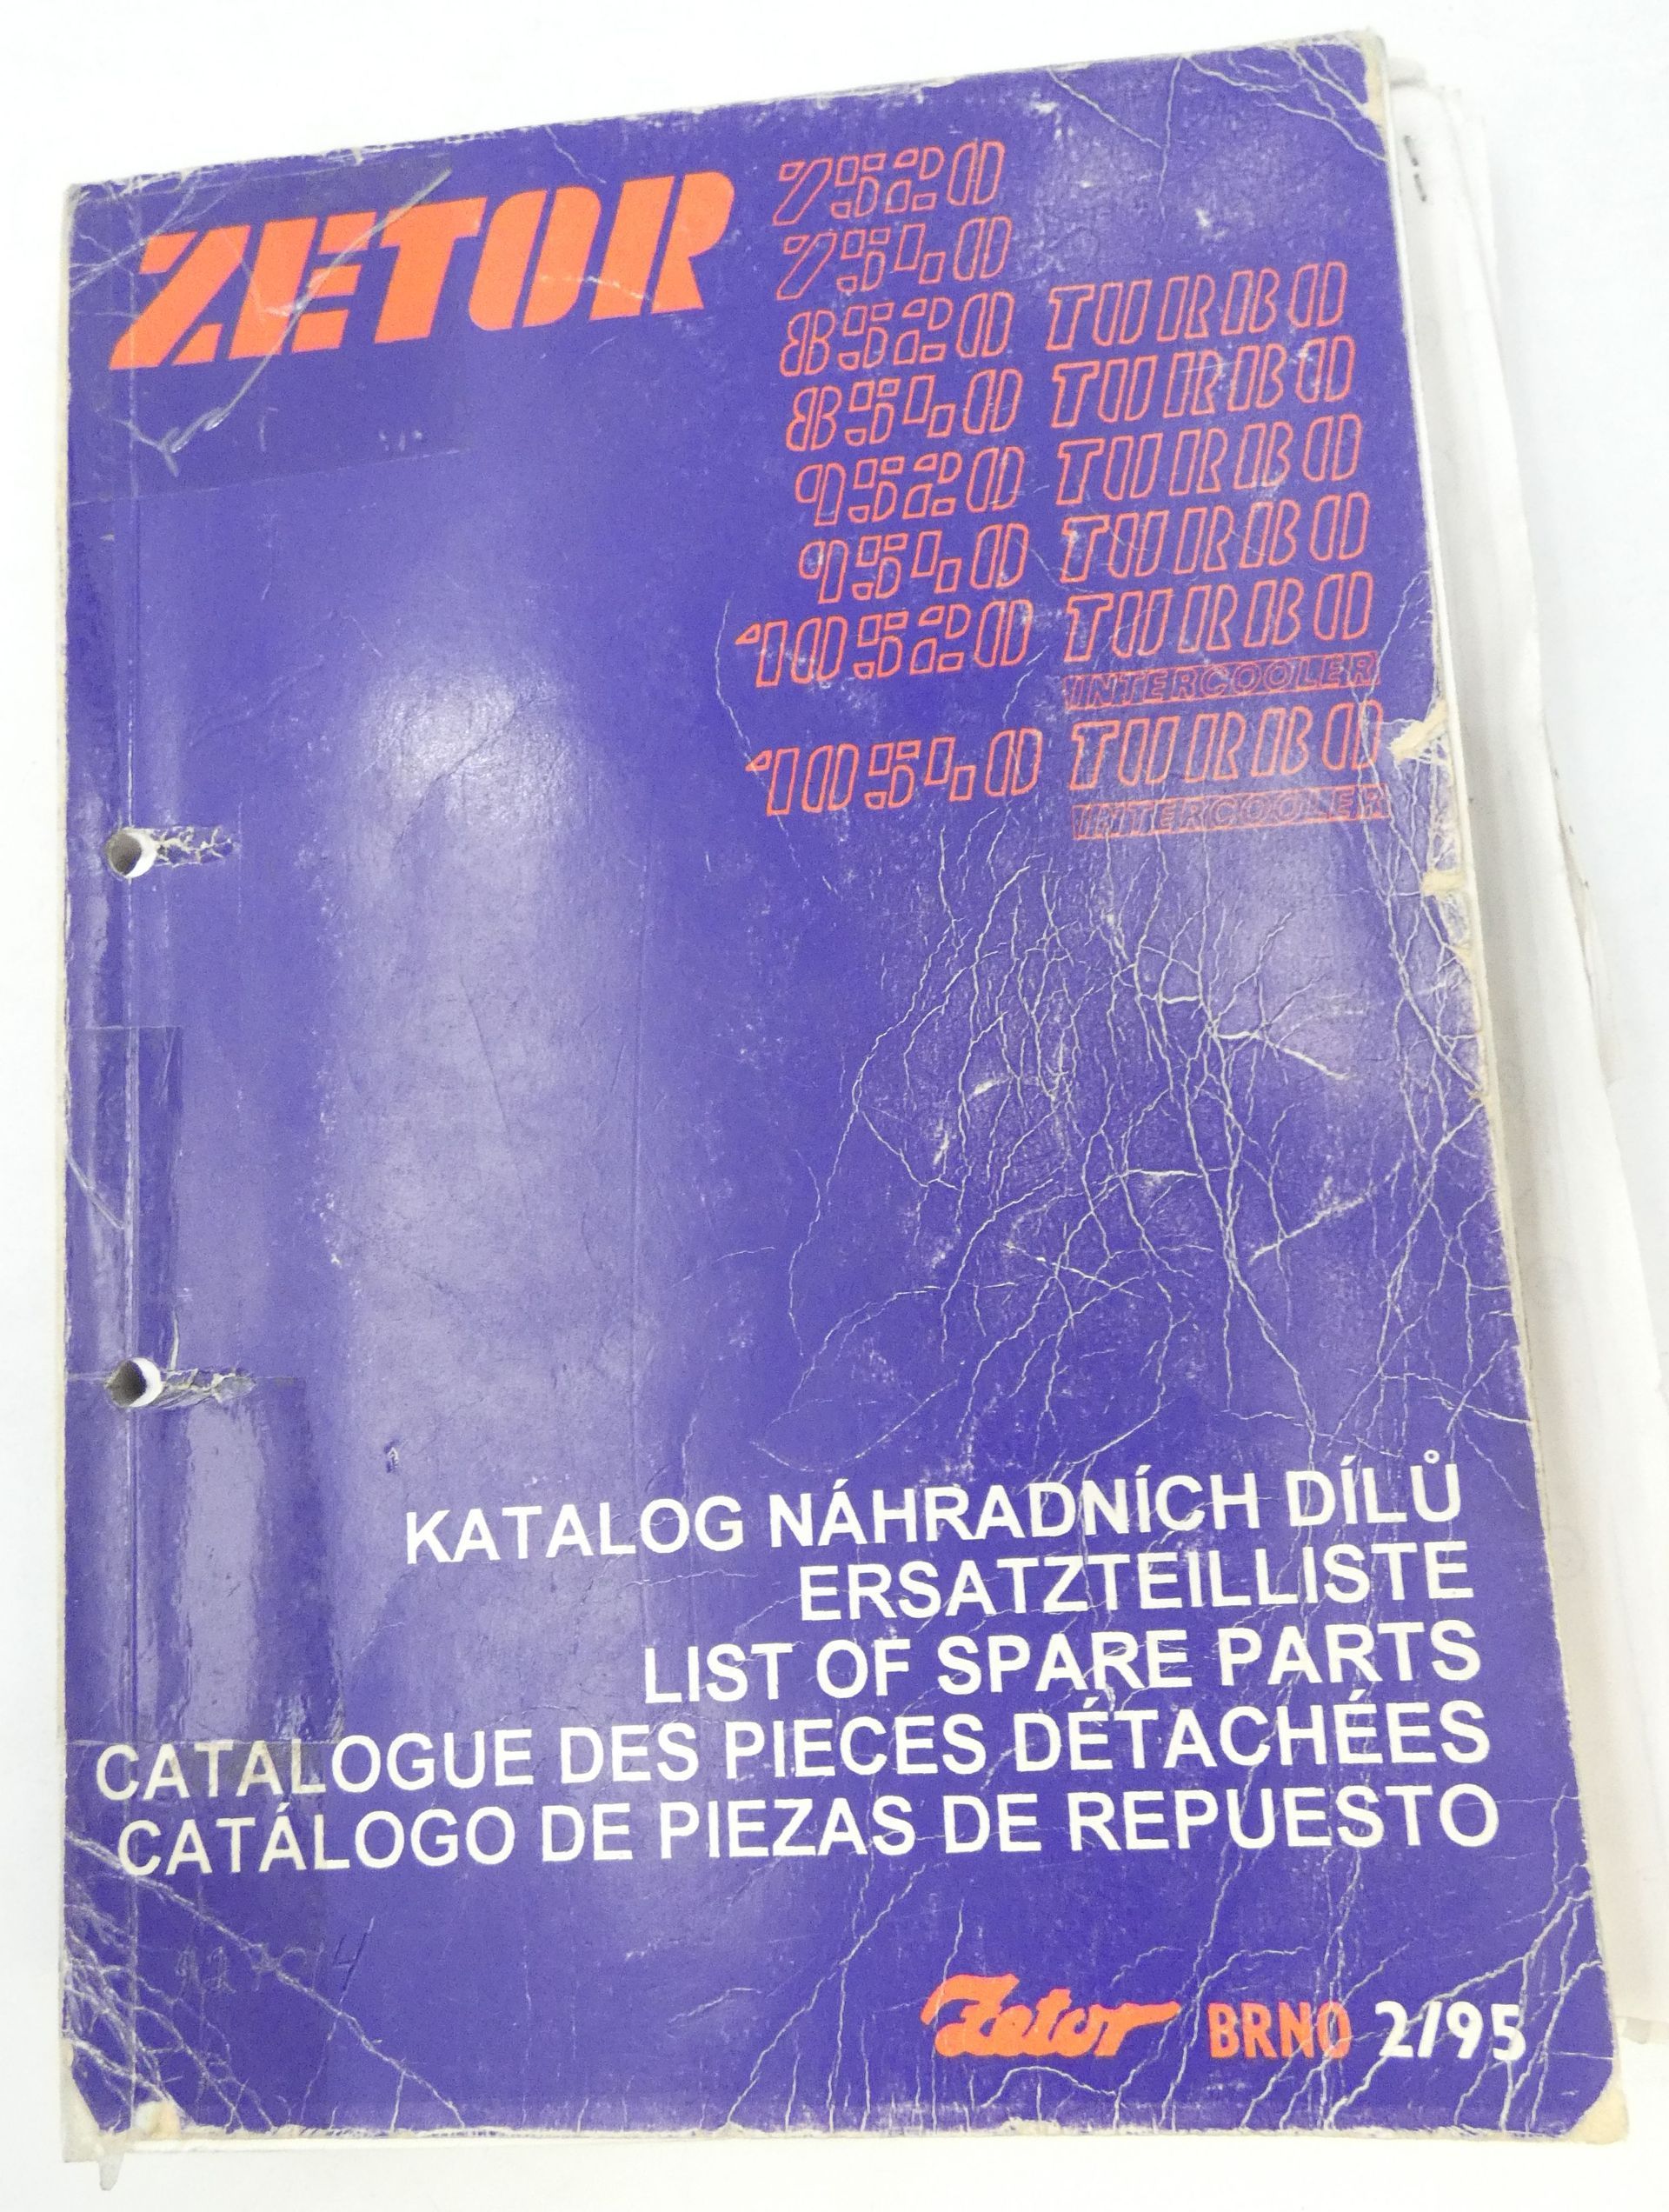 ZETOR
7520
7540
8520 TURBO
8540 TURBO
9520 TURBO
9540 TURBO
10520 TURBO
INTERCOOLER
10540 TURBO
INTERCOOLER
KATALOG NÁHRADNÍCH DÍLŮ
ERSATZTEILLISTE
LIST OF SPARE PARTS
CATALOGUE DES PIECES DÉTACHÉES
CATÁLOGO DE PIEZAS DE REPUESTO
Zetor BRNO 2/95